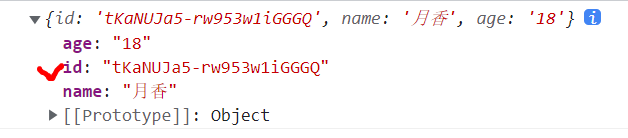 {id: 'tKaNUJa5-rw953w1iGGGQ', name: '月香', age: '18'} i
age: "18"
id: "tKaNUJa5-rw953w1iGGGQ"
name: "月香"
[[Prototype]]: Object